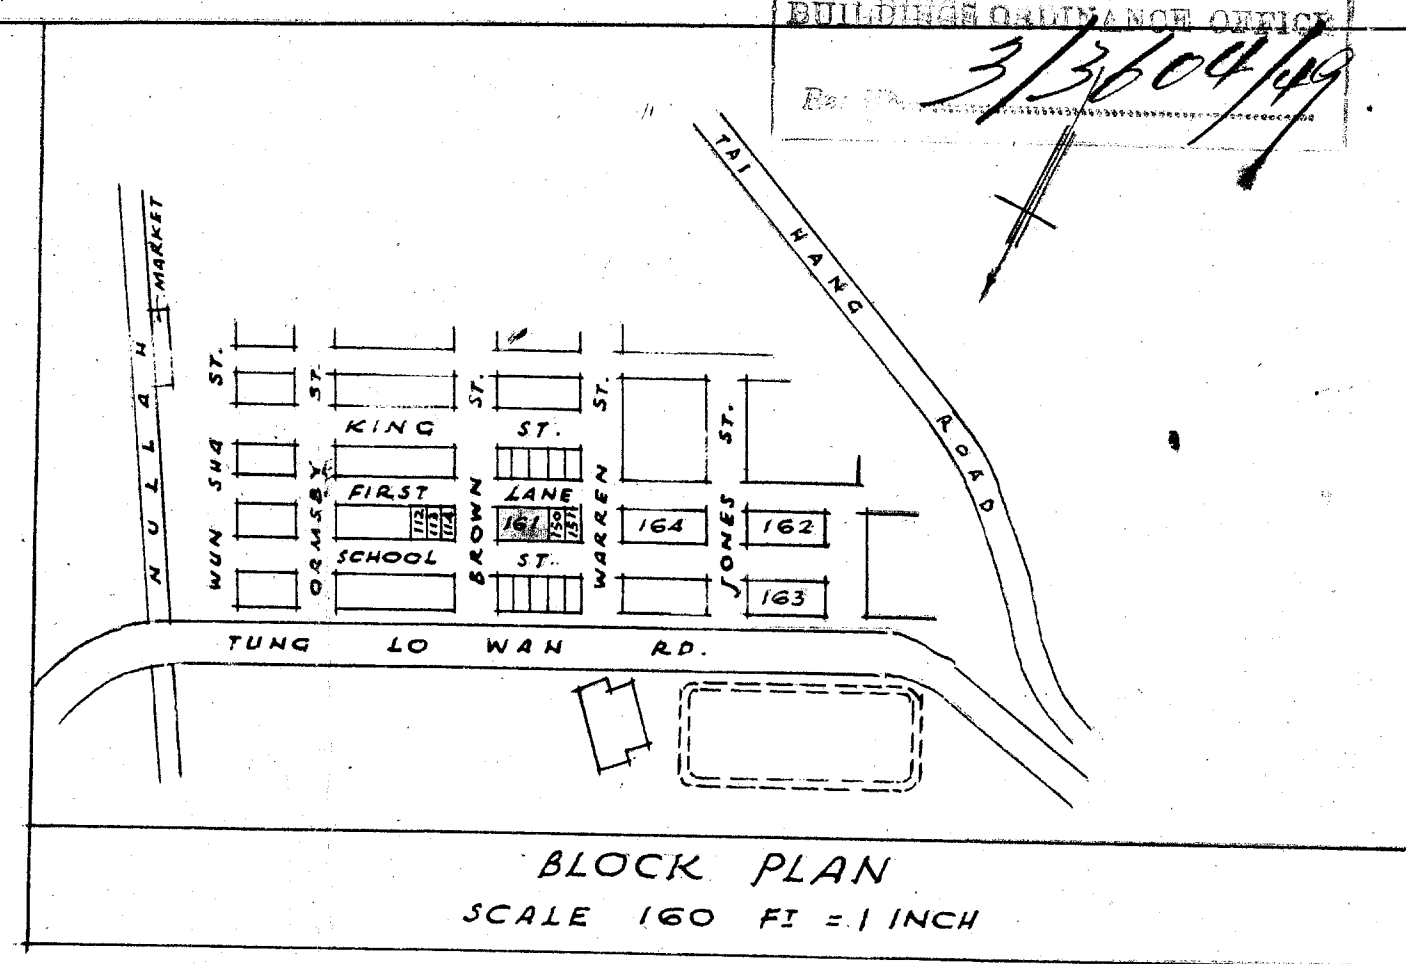 BUILDINGS ORDINANCE OFFICE
3/3604/49
TAI HANG ROAD
MARKET
NULLAH
WUN SHA ST.
ORMSBY ST.
BROWN ST.
WARREN ST.
JONES ST.
KING ST.
FIRST LANE
112 113 114 161 150 151 164 162
SCHOOL ST.
163
TUNG LO WAN RD.
BLOCK PLAN
SCALE 160 FT = 1 INCH